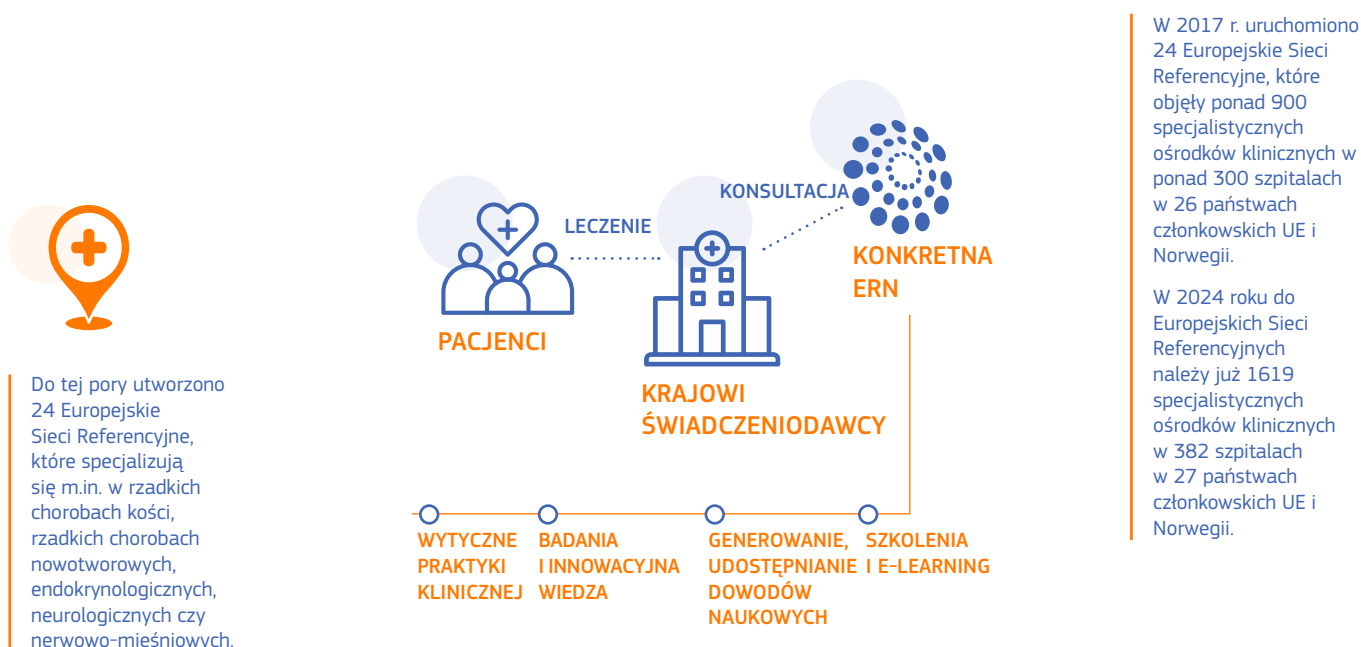 Do tej pory utworzono
24 Europejskie
Sieci Referencyjne,
które specjalizują
się m.in. w rzadkich
chorobach kości,
rzadkich chorobach
nowotworowych,
endokrynologicznych,
neurologicznych czy
nerwowo-mięśniowych.
PACJENCI
LECZENIE
KRAJOWI
ŚWIADCZENIODAWCY
KONSULTACJA
KONKRETNA
ERN
WYTYCZNE
PRAKTYKI
KLINICZNEJ
BADANIA
I INNOWACYJNA
WIEDZA
GENEROWANIE,
UDOSTĘPNIANIE
DOWODÓW
NAUKOWYCH
SZKOLENIA
I E-LEARNING
W 2017 r. uruchomiono
24 Europejskie Sieci
Referencyjne, które
objęły ponad 900
specjalistycznych
ośrodków klinicznych w
ponad 300 szpitalach
w 26 państwach
członkowskich UE i
Norwegii.
W 2024 roku do
Europejskich Sieci
Referencyjnych
należy już 1619
specjalistycznych
ośrodków klinicznych
w 382 szpitalach
w 27 państwach
członkowskich UE i
Norwegii.